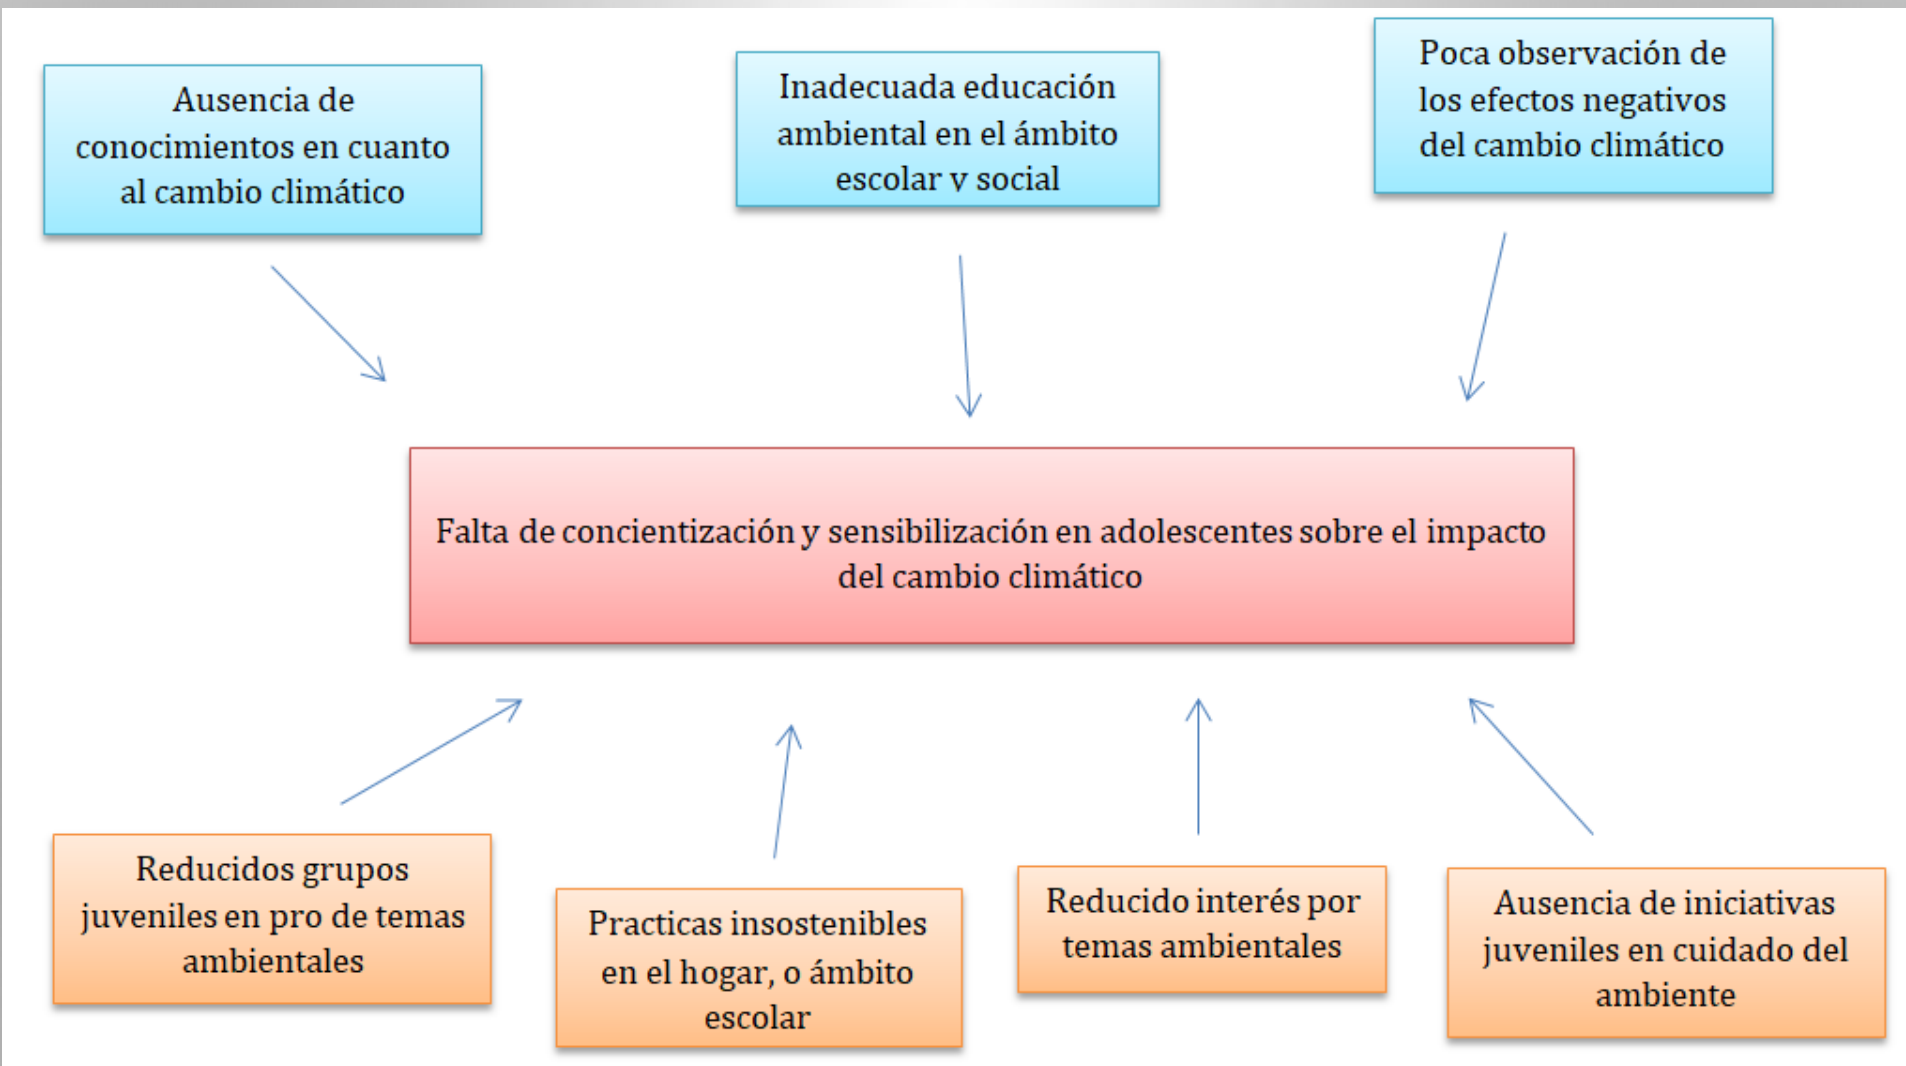 Ausencia de
conocimientos en cuanto
al cambio climático
Inadecuada educación
ambiental en el ámbito
escolar y social
Poca observación de
los efectos negativos
del cambio climático
Falta de concientización y sensibilización en adolescentes sobre el impacto
del cambio climático
Reducidos grupos
juveniles en pro de temas
ambientales
Practicas insostenibles
en el hogar, o ámbito
escolar
Reducido interés por
temas ambientales
Ausencia de iniciativas
juveniles en cuidado del
ambiente